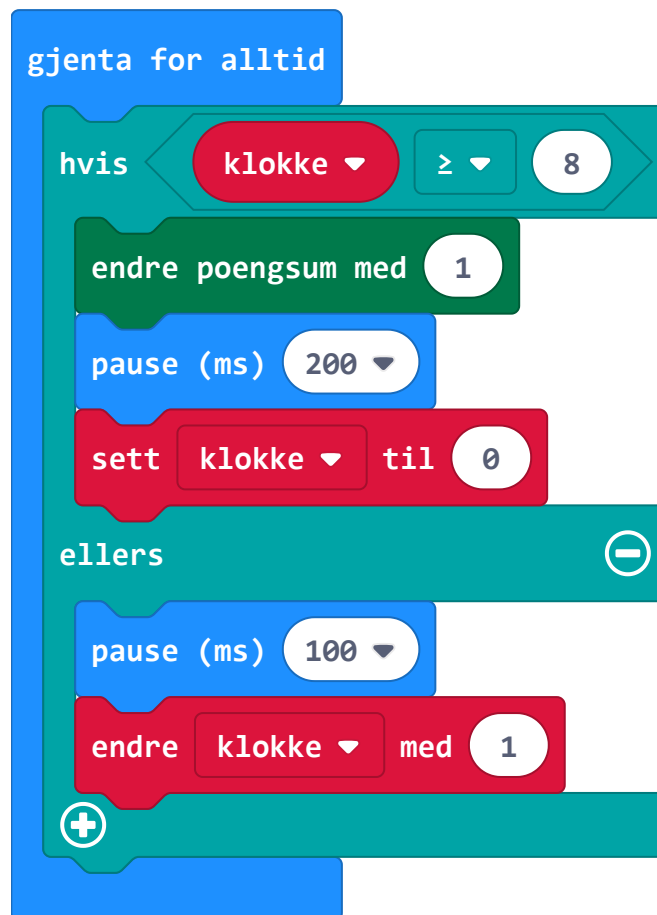 gjenta for alltid
hvis klokke ≥ 8
endre poengsum med 1
pause (ms) 200
sett klokke til 0
ellers
pause (ms) 100
endre klokke med 1